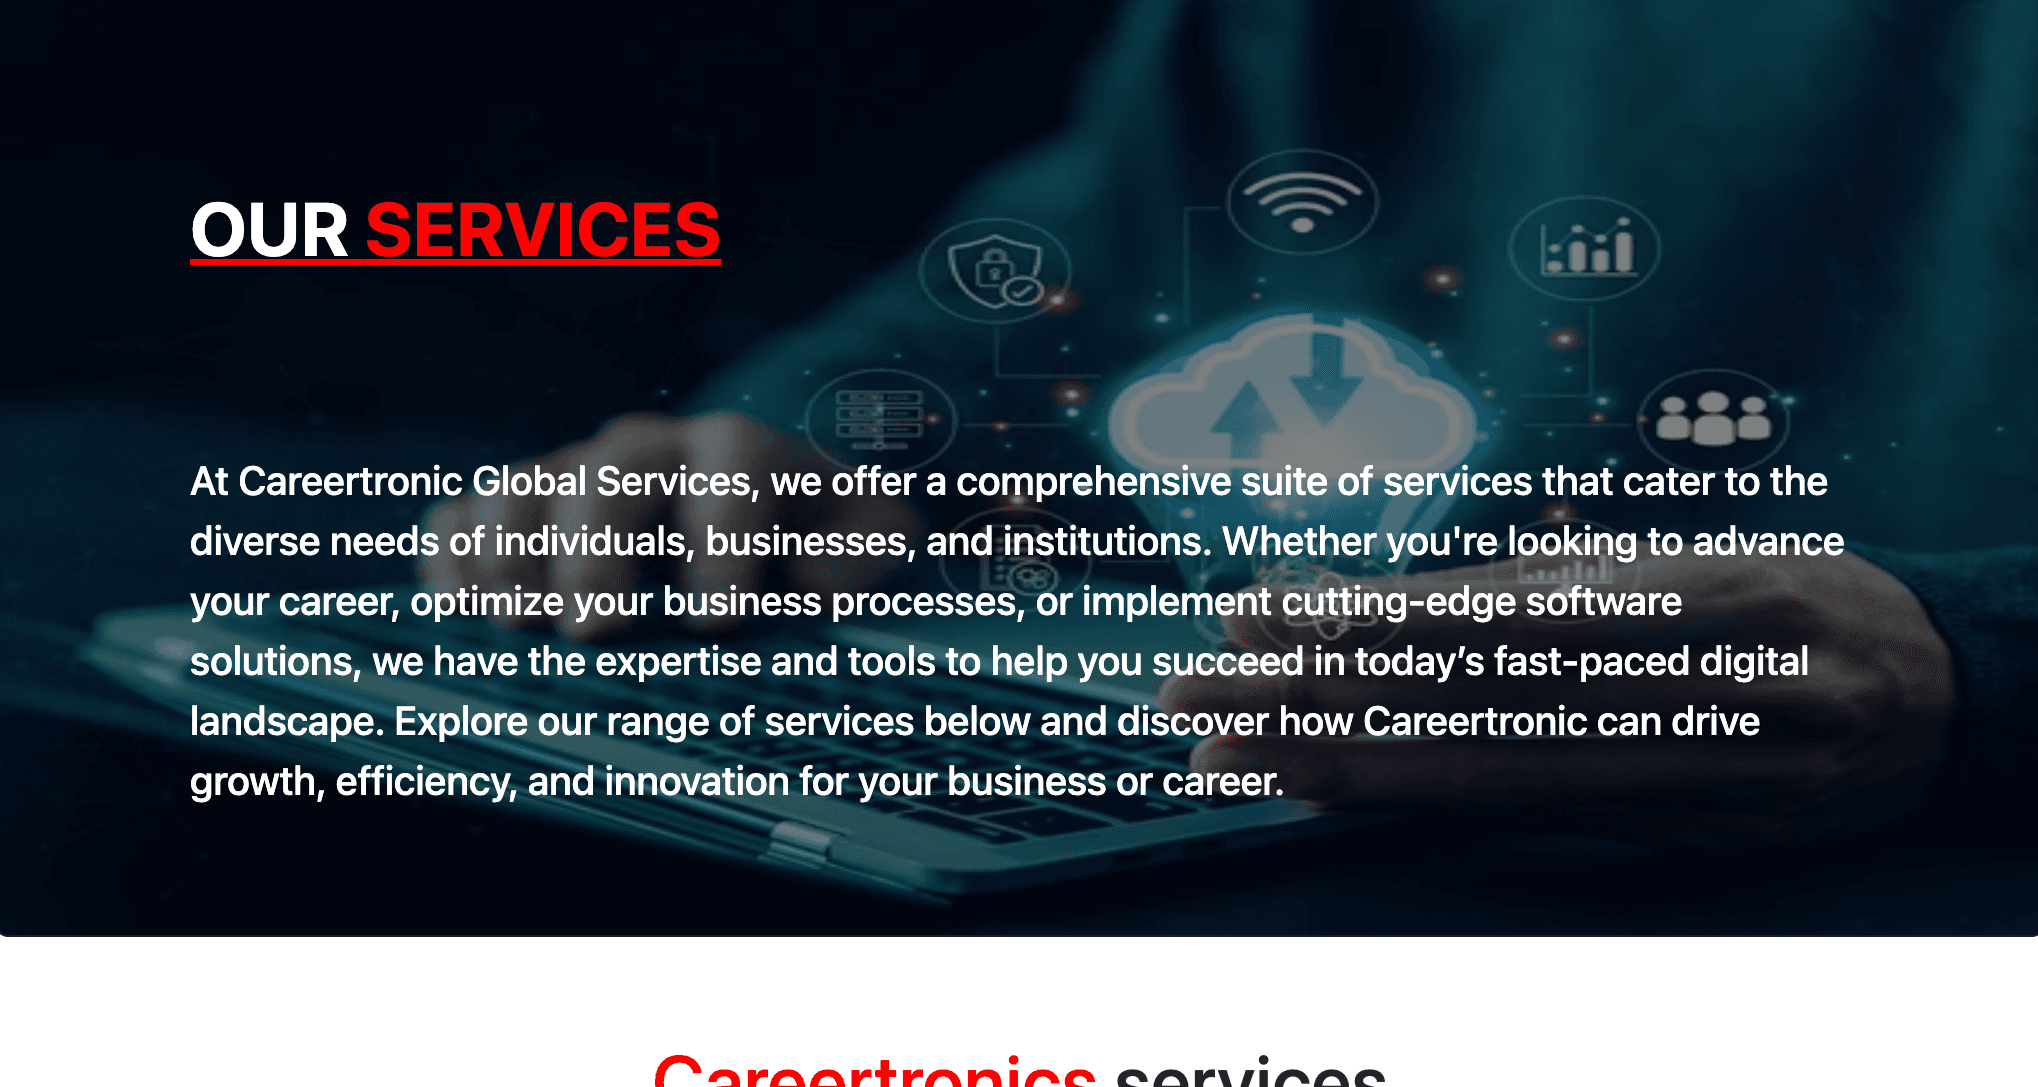 OUR SERVICES
At Careertronic Global Services, we offer a comprehensive suite of services that cater to the
diverse needs of individuals, businesses, and institutions. Whether you're looking to advance
your career, optimize your business processes, or implement cutting-edge software
solutions, we have the expertise and tools to help you succeed in today’s fast-paced digital
landscape. Explore our range of services below and discover how Careertronic can drive
growth, efficiency, and innovation for your business or career.
Careertronics services